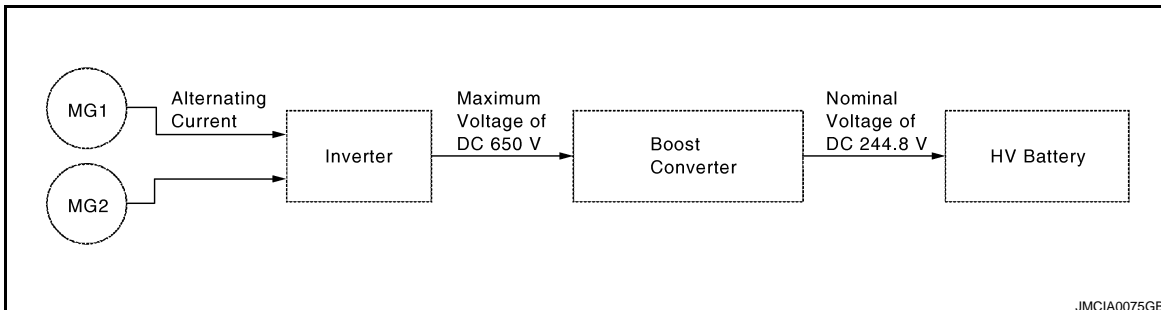 MG1
Alternating
Current
MG2
Inverter
Maximum
Voltage of
DC 650 V
Boost
Converter
Nominal
Voltage of
DC 244.8 V
HV Battery
JMCIA0075GB